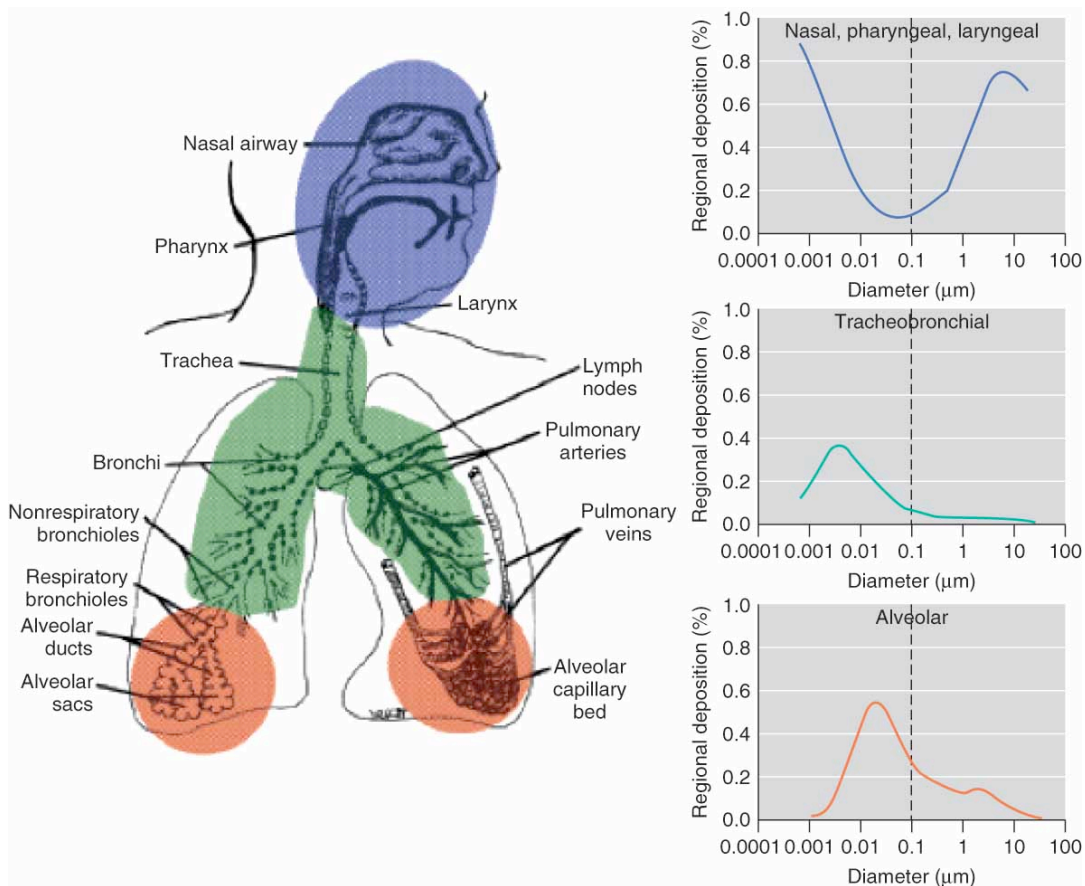 Nasal airway
Pharynx
Larynx
Trachea
Lymph
nodes
Pulmonary
arteries
Bronchi
Nonrespiratory
bronchioles
Pulmonary
veins
Respiratory
bronchioles
Alveolar
ducts
Alveolar
sacs
Alveolar
capillary
bed
Nasal, pharyngeal, laryngeal
Regional deposition (%)
1.0
0.8
0.6
0.4
0.2
0.0
0.0001 0.001 0.01 0.1 1 10 100
Diameter (μm)
Tracheobronchial
Regional deposition (%)
1.0
0.8
0.6
0.4
0.2
0.0
0.0001 0.001 0.01 0.1 1 10 100
Diameter (μm)
Alveolar
Regional deposition (%)
1.0
0.8
0.6
0.4
0.2
0.0
0.0001 0.001 0.01 0.1 1 10 100
Diameter (μm)